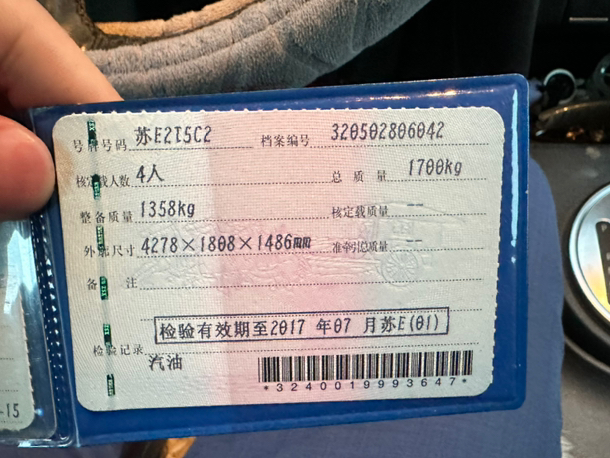 号牌号码 苏E2T5C2 档案编号 320502806042
核定载人数 4人 总质量 1700kg
整备质量 1358kg 核定载质量 --
外廓尺寸 4278×1808×1486mm 准牵引总质量 --
备注
检验有效期至2017 年07 月苏E(01)
检验记录
汽油
*3240019993647*
-15